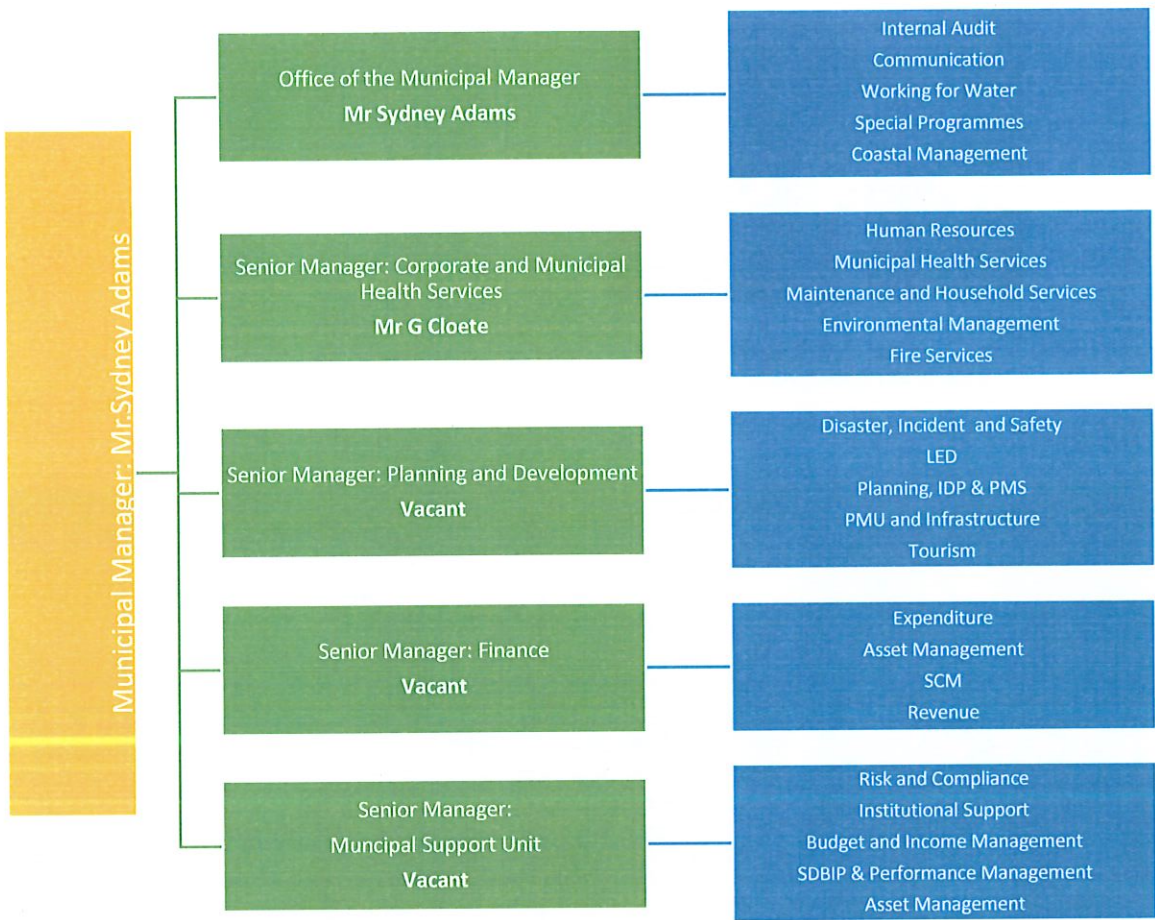 Municipal Manager: Mr.Sydney Adams
Office of the Municipal Manager
Mr Sydney Adams
Internal Audit
Communication
Working for Water
Special Programmes
Coastal Management
Senior Manager: Corporate and Municipal
Health Services
Mr G Cloete
Human Resources
Municipal Health Services
Maintenance and Household Services
Environmental Management
Fire Services
Senior Manager: Planning and Development
Vacant
Disaster, Incident and Safety
LED
Planning, IDP & PMS
PMU and Infrastructure
Tourism
Senior Manager: Finance
Vacant
Expenditure
Asset Management
SCM
Revenue
Senior Manager:
Muncipal Support Unit
Vacant
Risk and Compliance
Institutional Support
Budget and Income Management
SDBIP & Performance Management
Asset Management